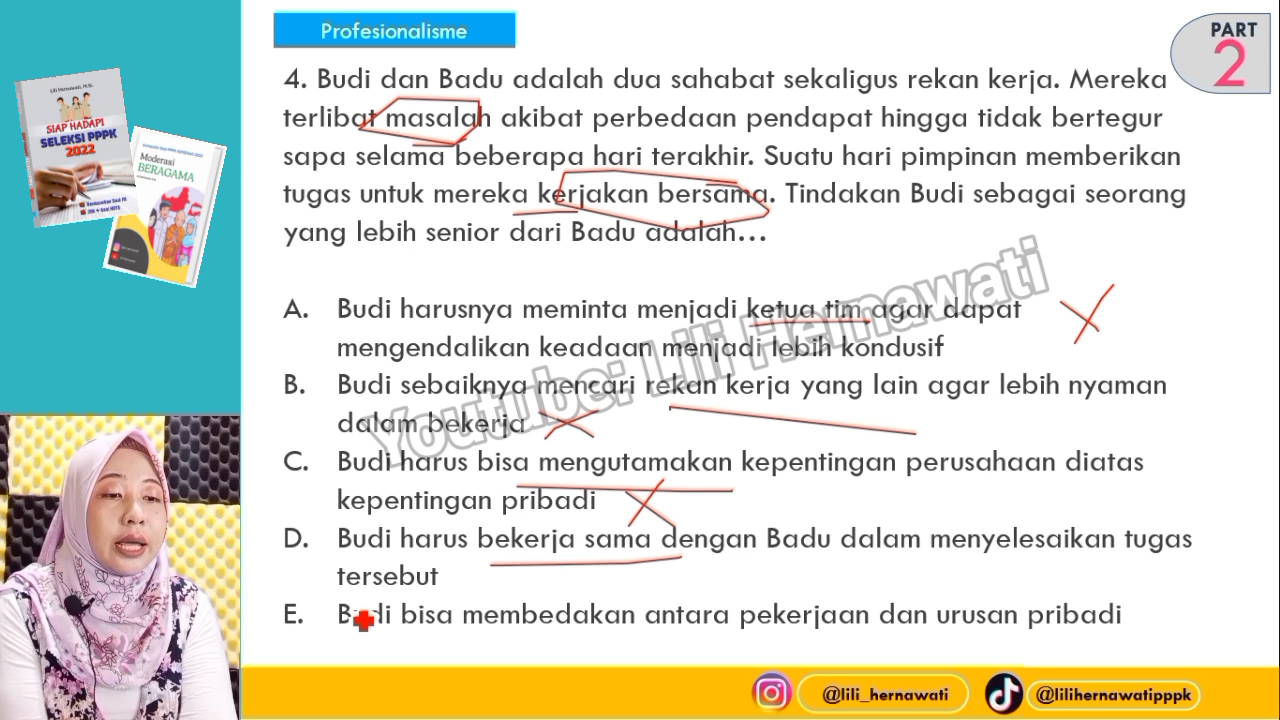 Profesionalisme
PART
2
4. Budi dan Badu adalah dua sahabat sekaligus rekan kerja. Mereka
terlibat masalah akibat perbedaan pendapat hingga tidak bertegur
sapa selama beberapa hari terakhir. Suatu hari pimpinan memberikan
tugas untuk mereka kerjakan bersama. Tindakan Budi sebagai seorang
yang lebih senior dari Badu adalah...
A. Budi harusnya meminta menjadi ketua tim agar dapat
mengendalikan keadaan menjadi lebih kondusif
B. Budi sebaiknya mencari rekan kerja yang lain agar lebih nyaman
dalam bekerja
C. Budi harus bisa mengutamakan kepentingan perusahaan diatas
kepentingan pribadi
D. Budi harus bekerja sama dengan Badu dalam menyelesaikan tugas
tersebut
E. Budi bisa membedakan antara pekerjaan dan urusan pribadi
Youtube: Lili Hernawati
Lili Hernawati, M.Si.
SIAP HADAPI
SELEKSI PPPK
2022
Moderasi
BERAGAMA
@lili_hernawati
@lilihernawatipppk